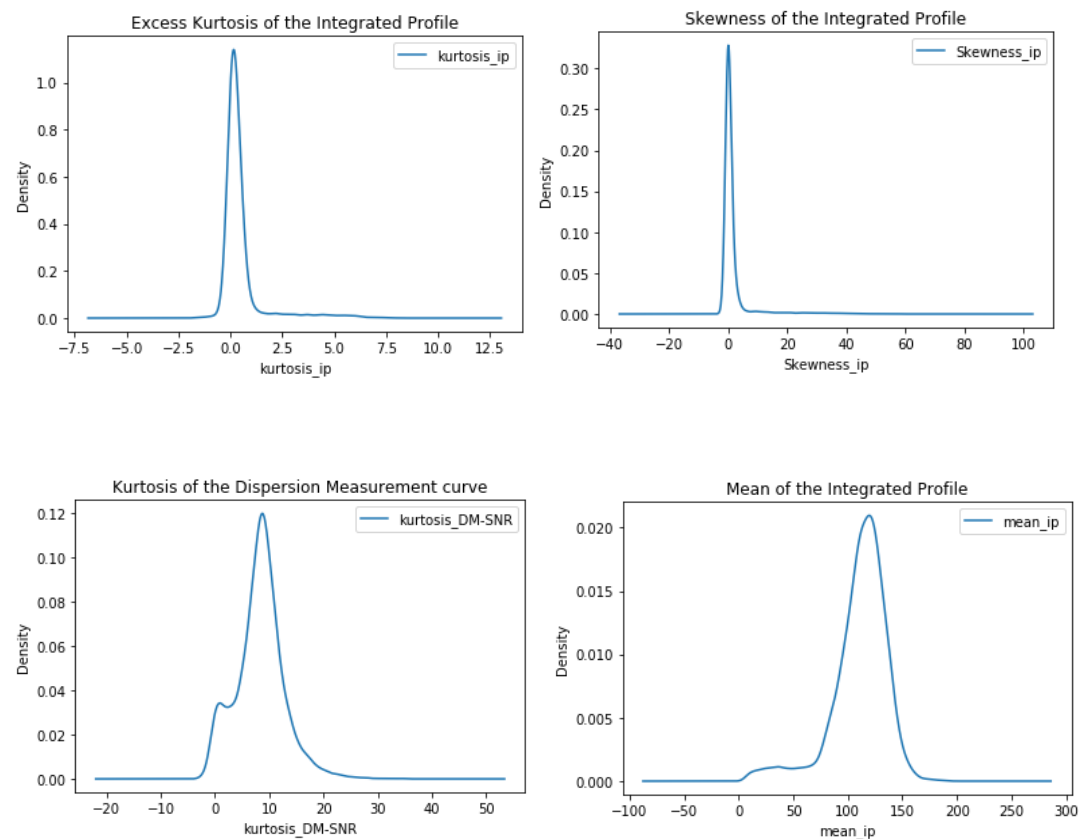 Excess Kurtosis of the Integrated Profile
kurtosis_ip
Density
1.0
0.8
0.6
0.4
0.2
0.0
−7.5 −5.0 −2.5 0.0 2.5 5.0 7.5 10.0 12.5
kurtosis_ip
Skewness of the Integrated Profile
Skewness_ip
Density
0.30
0.25
0.20
0.15
0.10
0.05
0.00
−40 −20 0 20 40 60 80 100
Skewness_ip
Kurtosis of the Dispersion Measurement curve
kurtosis_DM-SNR
Density
0.12
0.10
0.08
0.06
0.04
0.02
0.00
−20 −10 0 10 20 30 40 50
kurtosis_DM-SNR
Mean of the Integrated Profile
mean_ip
Density
0.020
0.015
0.010
0.005
0.000
−100 −50 0 50 100 150 200 250 300
mean_ip